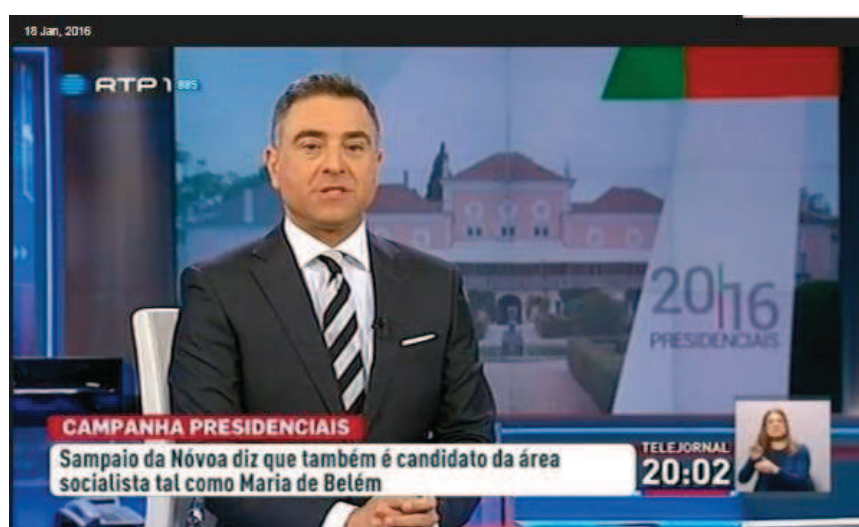 18 Jan, 2016
RTP 1
2016
PRESIDENCIAIS
CAMPANHA PRESIDENCIAIS
Sampaio da Nóvoa diz que também é candidato da área
socialista tal como Maria de Belém
TELEJORNAL
20:02